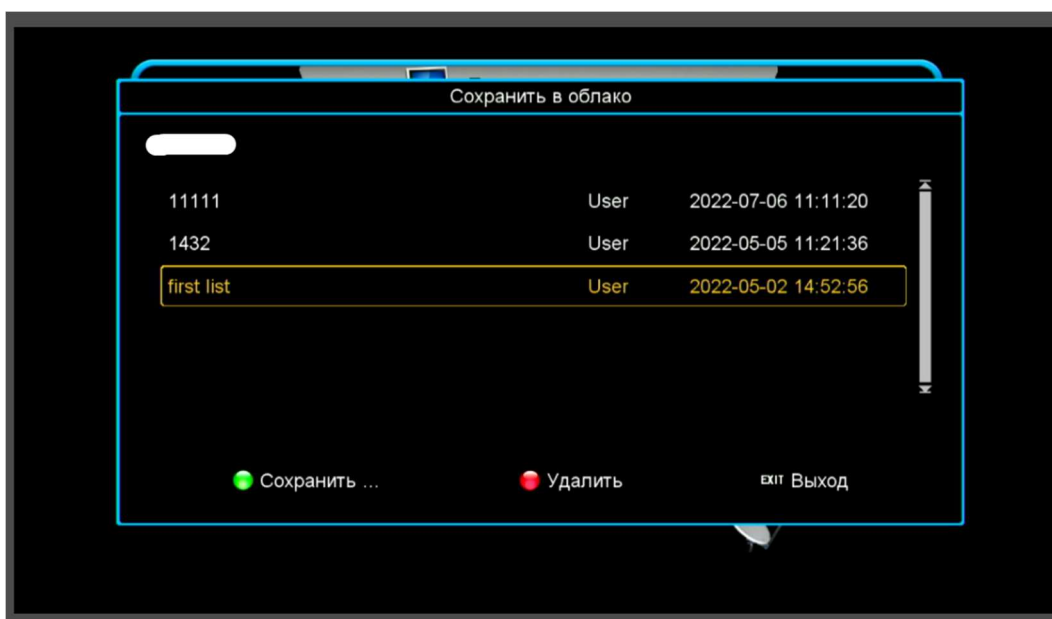 Сохранить в облако
11111 User 2022-07-06 11:11:20
1432 User 2022-05-05 11:21:36
first list User 2022-05-02 14:52:56
Сохранить ... Удалить EXIT Выход